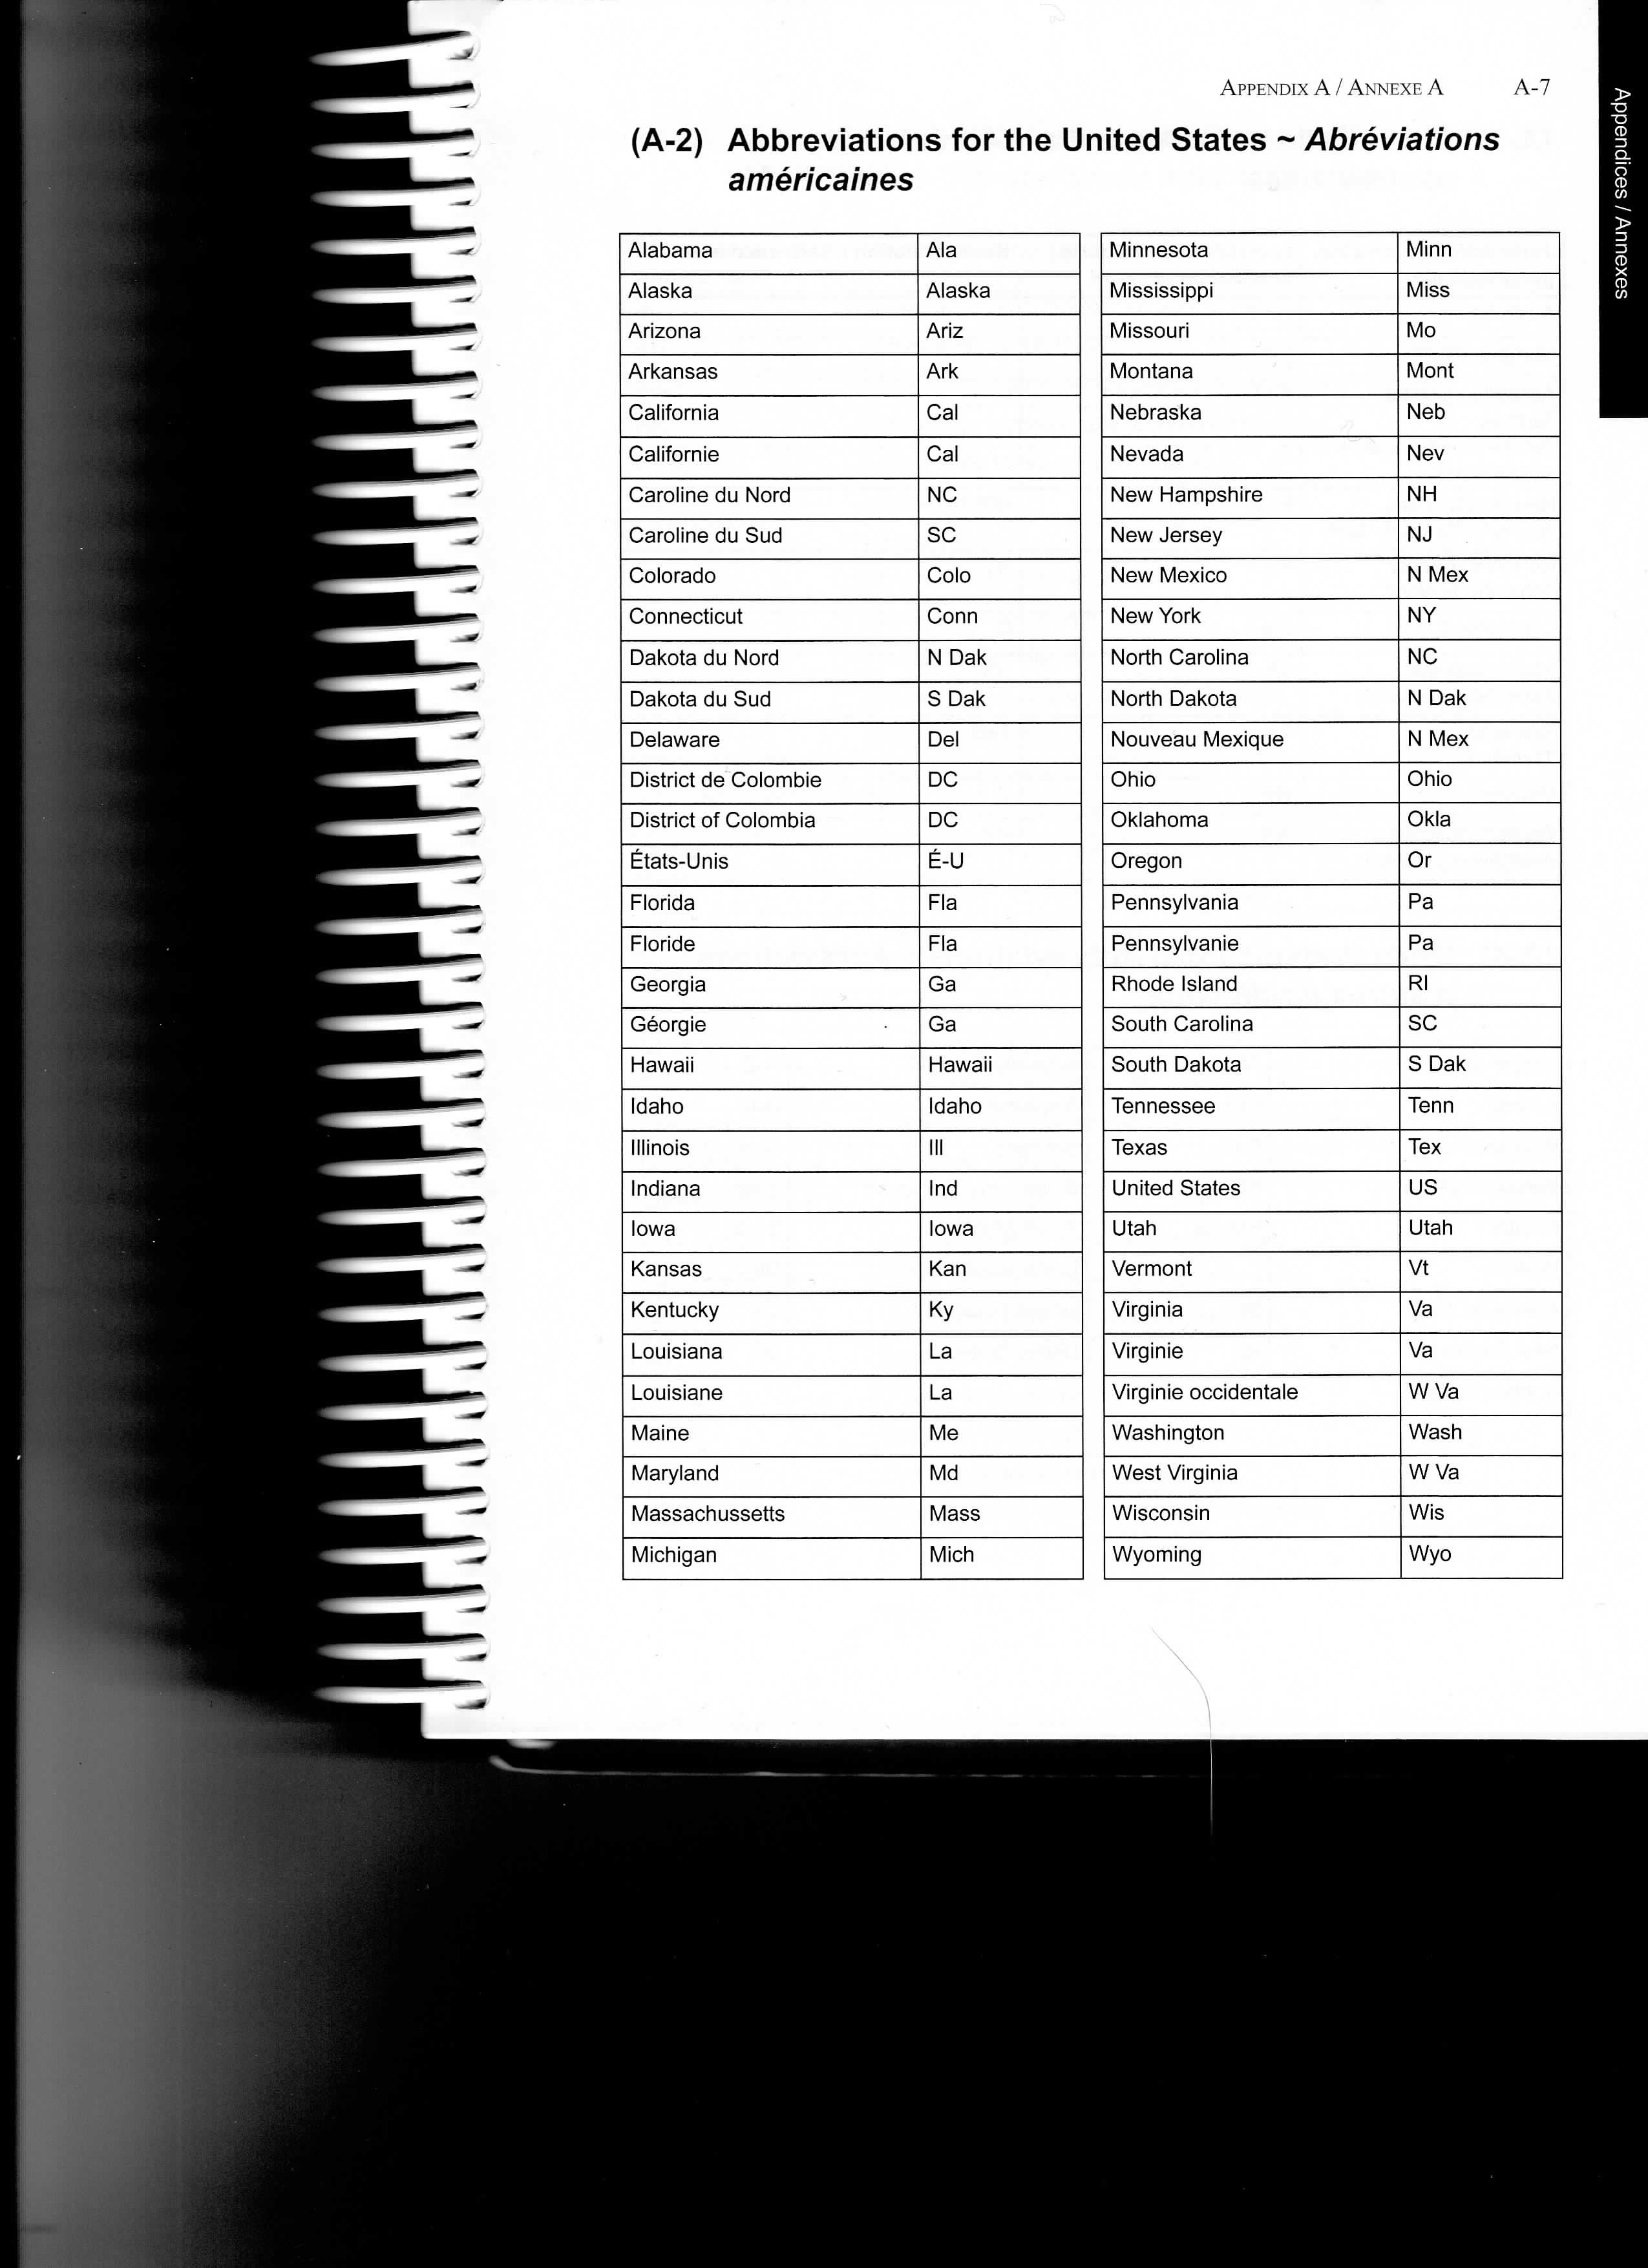 APPENDIX A / ANNEXE A A-7
Appendices / Annexes
(A-2) Abbreviations for the United States ~ Abréviations
américaines
Alabama Ala
Alaska Alaska
Arizona Ariz
Arkansas Ark
California Cal
Californie Cal
Caroline du Nord NC
Caroline du Sud SC
Colorado Colo
Connecticut Conn
Dakota du Nord N Dak
Dakota du Sud S Dak
Delaware Del
District de Colombie DC
District of Colombia DC
États-Unis É-U
Florida Fla
Floride Fla
Georgia Ga
Géorgie Ga
Hawaii Hawaii
Idaho Idaho
Illinois Ill
Indiana Ind
Iowa Iowa
Kansas Kan
Kentucky Ky
Louisiana La
Louisiane La
Maine Me
Maryland Md
Massachussetts Mass
Michigan Mich
Minnesota Minn
Mississippi Miss
Missouri Mo
Montana Mont
Nebraska Neb
Nevada Nev
New Hampshire NH
New Jersey NJ
New Mexico N Mex
New York NY
North Carolina NC
North Dakota N Dak
Nouveau Mexique N Mex
Ohio Ohio
Oklahoma Okla
Oregon Or
Pennsylvania Pa
Pennsylvanie Pa
Rhode Island RI
South Carolina SC
South Dakota S Dak
Tennessee Tenn
Texas Tex
United States US
Utah Utah
Vermont Vt
Virginia Va
Virginie Va
Virginie occidentale W Va
Washington Wash
West Virginia W Va
Wisconsin Wis
Wyoming Wyo